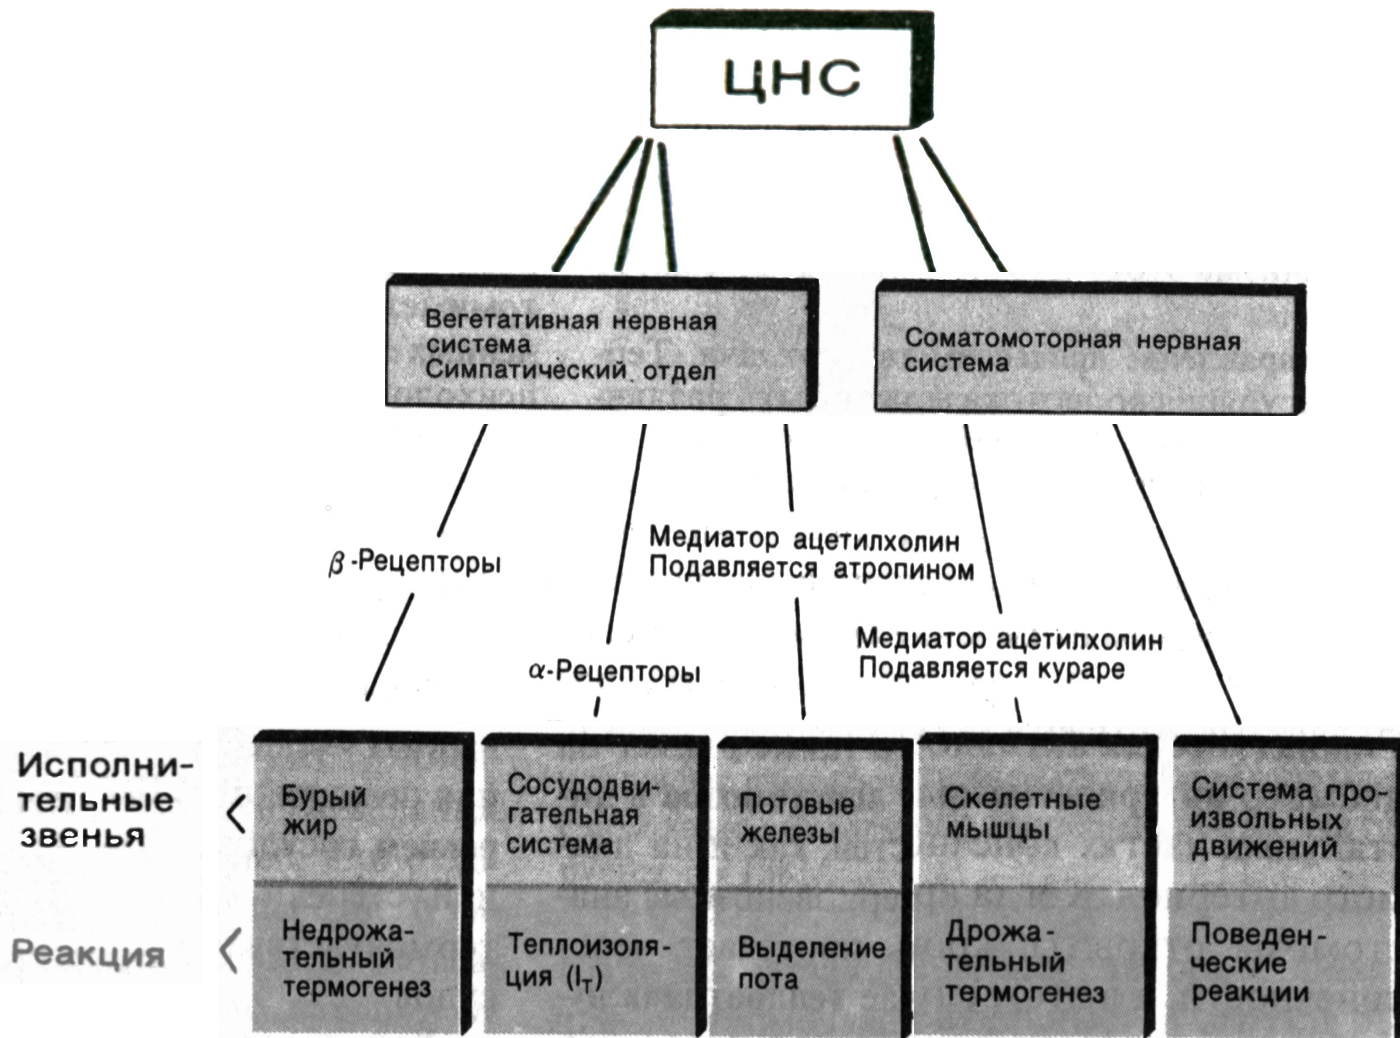 ЦНС
Вегетативная нервная
система
Симпатический отдел
Соматомоторная нервная
система
β-Рецепторы
Медиатор ацетилхолин
Подавляется атропином
α-Рецепторы
Медиатор ацетилхолин
Подавляется кураре
Исполни-
тельные
звенья
Бурый
жир
Сосудодви-
гательная
система
Потовые
железы
Скелетные
мышцы
Система про-
извольных
движений
Реакция
Недрожа-
тельный
термогенез
Теплоизоля-
ция (Iт)
Выделение
пота
Дрожа-
тельный
термогенез
Поведен-
ческие
реакции